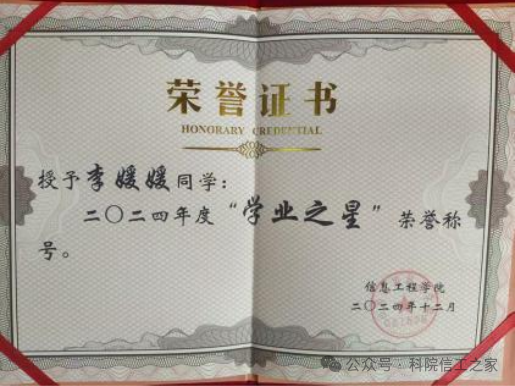 荣誉证书
HONORARY CREDENTIAL
授予李媛媛同学：
二〇二四年度“学业之星”荣誉称
号。
信息工程学院
二〇二四年十二月
公众号·科院信工之家